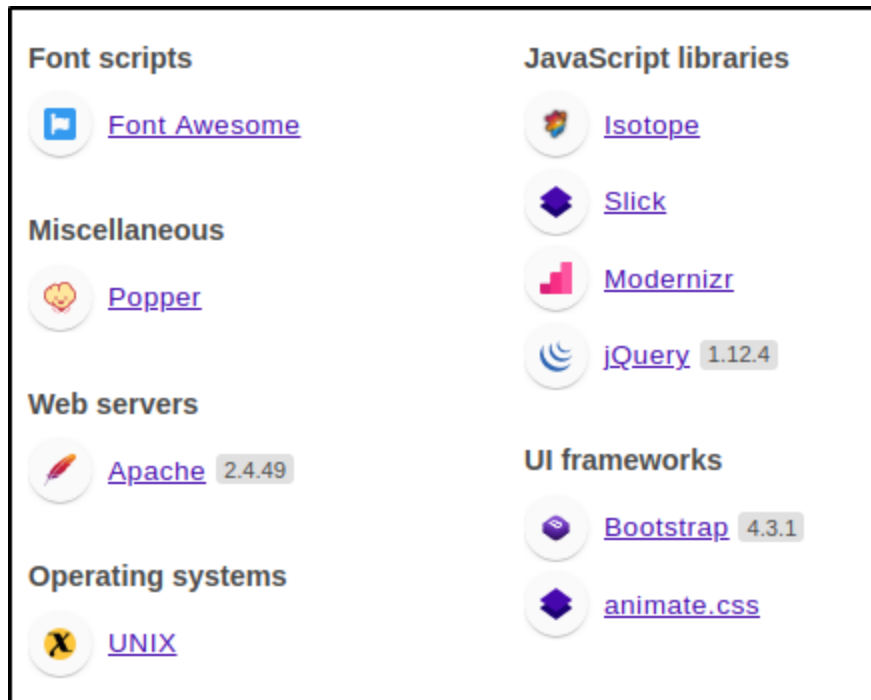 Font scripts
Font Awesome
Miscellaneous
Popper
Web servers
Apache 2.4.49
Operating systems
UNIX
JavaScript libraries
Isotope
Slick
Modernizr
jQuery 1.12.4
UI frameworks
Bootstrap 4.3.1
animate.css